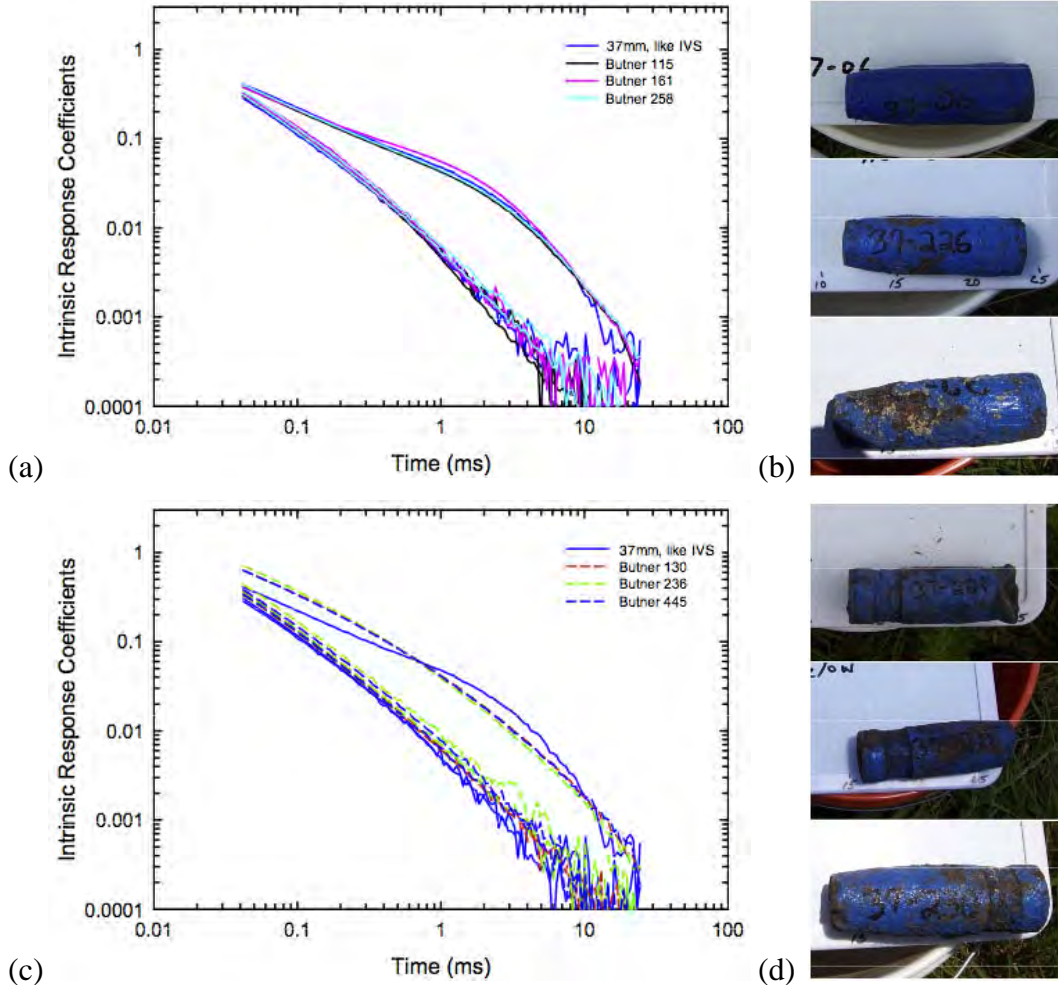 1
0.1
0.01
0.001
0.0001
0.01
0.1
1
10
100
Intrinsic Response Coefficients
Time (ms)
37mm, like IVS
Butner 115
Butner 161
Butner 258
(a)
37-226
10
15
20
25
(b)
1
0.1
0.01
0.001
0.0001
0.01
0.1
1
10
100
Intrinsic Response Coefficients
Time (ms)
37mm, like IVS
Butner 130
Butner 236
Butner 445
(c)
15
25
(d)